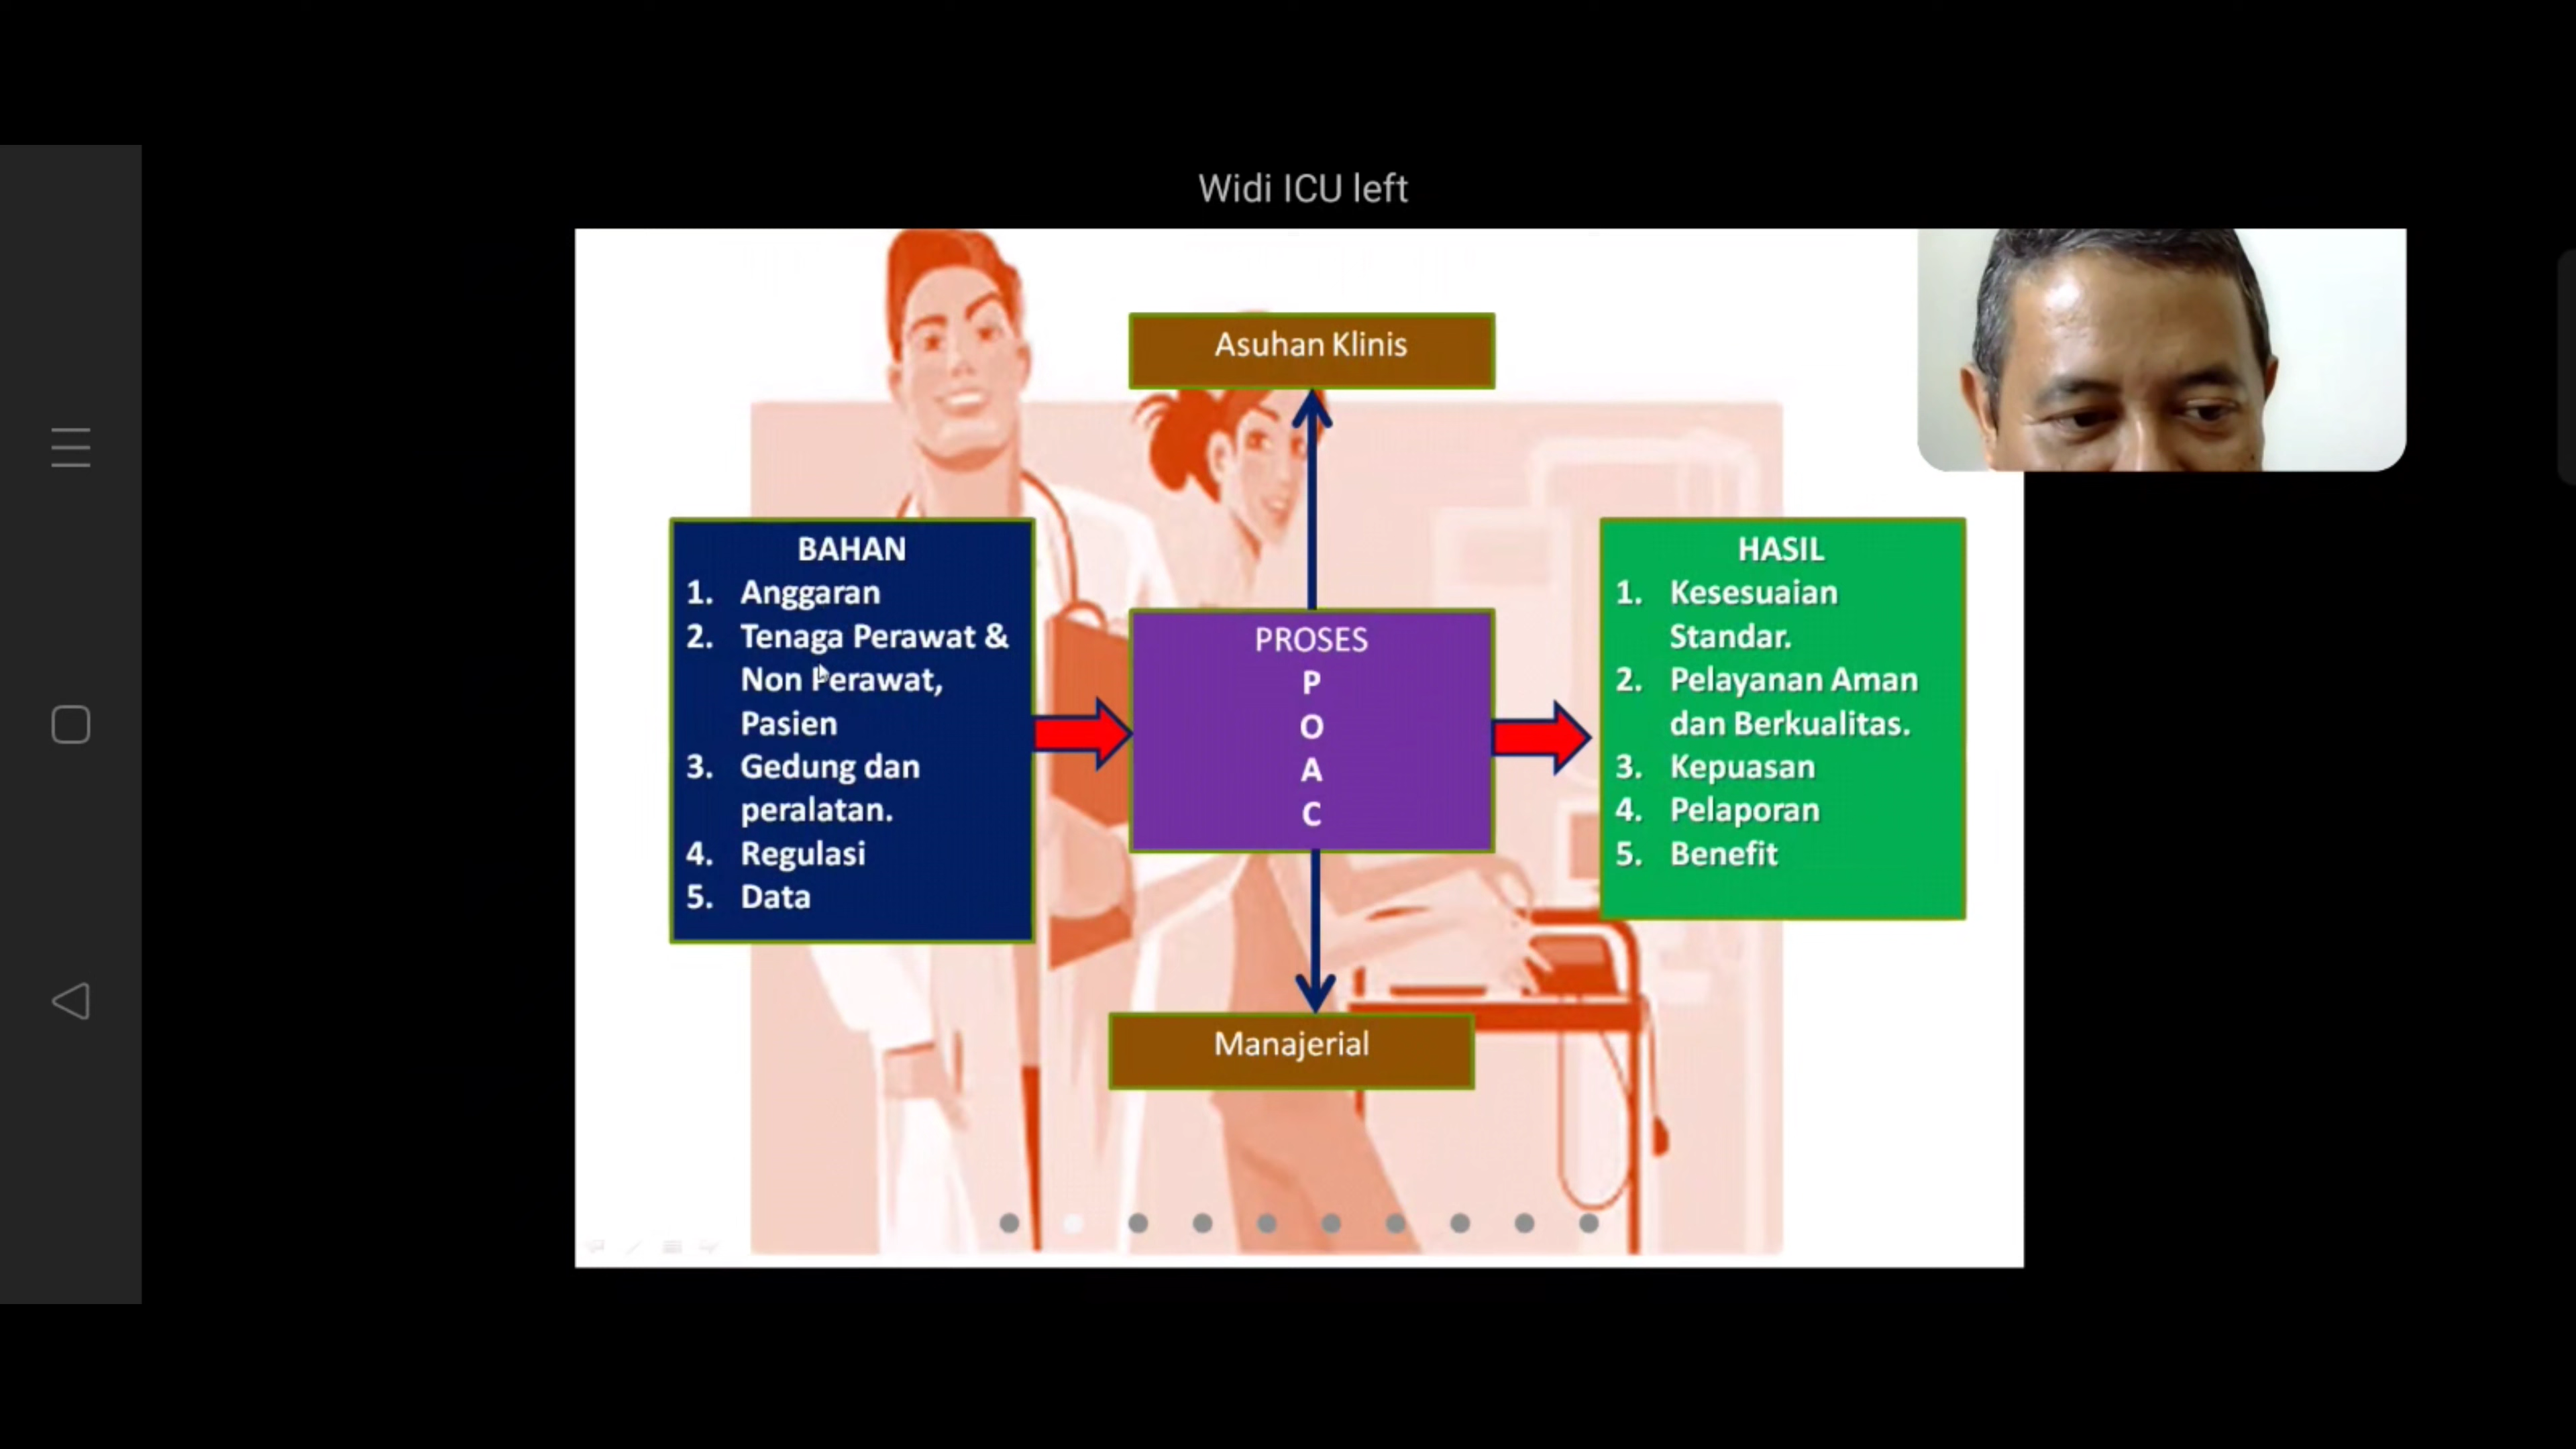 Widi ICU left
Asuhan Klinis
BAHAN
1. Anggaran
2. Tenaga Perawat &
Non Perawat,
Pasien
3. Gedung dan
peralatan.
4. Regulasi
5. Data
PROSES
P
O
A
C
HASIL
1. Kesesuaian
Standar.
2. Pelayanan Aman
dan Berkualitas.
3. Kepuasan
4. Pelaporan
5. Benefit
Manajerial